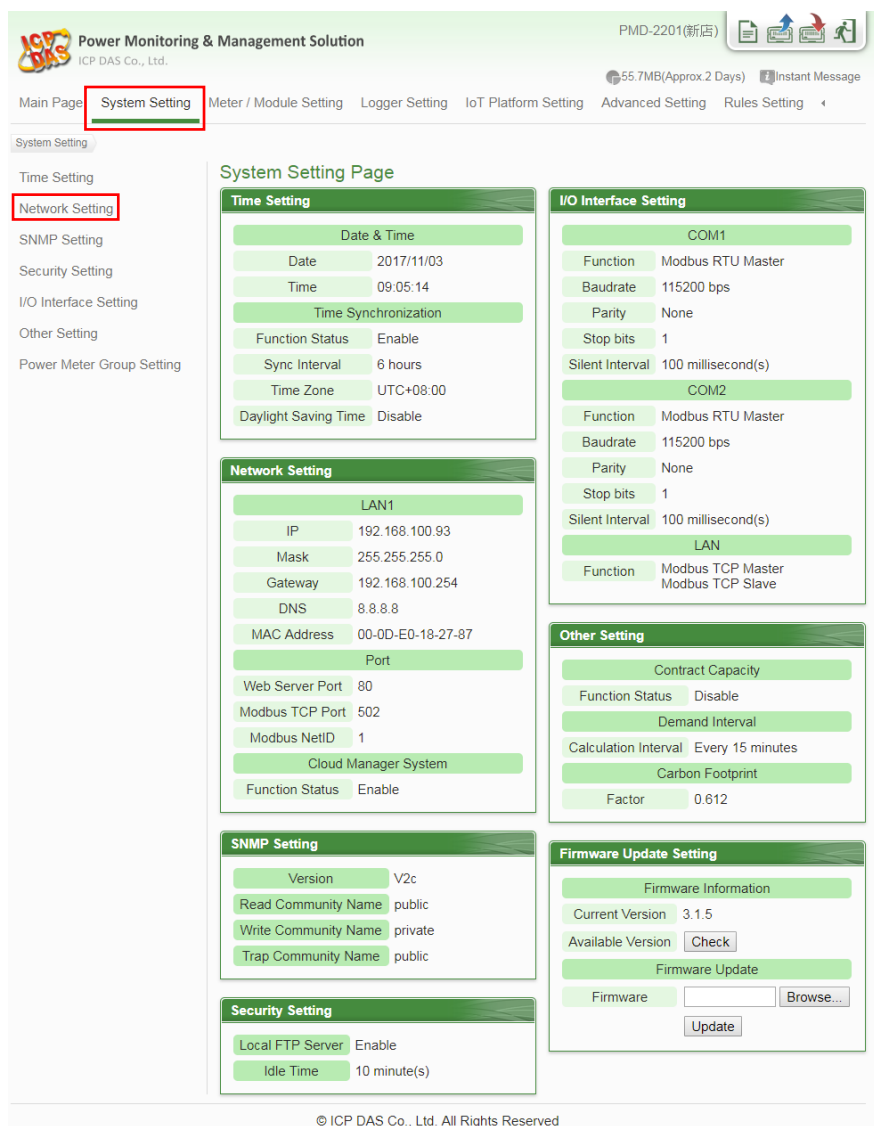 ICP DAS
Power Monitoring & Management Solution
ICP DAS Co., Ltd.
PMD-2201(新店)
55.7MB(Approx.2 Days) Instant Message
Main Page System Setting Meter / Module Setting Logger Setting IoT Platform Setting Advanced Setting Rules Setting
System Setting
Time Setting
Network Setting
SNMP Setting
Security Setting
I/O Interface Setting
Other Setting
Power Meter Group Setting
System Setting Page
Time Setting
Date & Time
Date 2017/11/03
Time 09:05:14
Time Synchronization
Function Status Enable
Sync Interval 6 hours
Time Zone UTC+08:00
Daylight Saving Time Disable
Network Setting
LAN1
IP 192.168.100.93
Mask 255.255.255.0
Gateway 192.168.100.254
DNS 8.8.8.8
MAC Address 00-0D-E0-18-27-87
Port
Web Server Port 80
Modbus TCP Port 502
Modbus NetID 1
Cloud Manager System
Function Status Enable
SNMP Setting
Version V2c
Read Community Name public
Write Community Name private
Trap Community Name public
Security Setting
Local FTP Server Enable
Idle Time 10 minute(s)
I/O Interface Setting
COM1
Function Modbus RTU Master
Baudrate 115200 bps
Parity None
Stop bits 1
Silent Interval 100 millisecond(s)
COM2
Function Modbus RTU Master
Baudrate 115200 bps
Parity None
Stop bits 1
Silent Interval 100 millisecond(s)
LAN
Function Modbus TCP Master
Modbus TCP Slave
Other Setting
Contract Capacity
Function Status Disable
Demand Interval
Calculation Interval Every 15 minutes
Carbon Footprint
Factor 0.612
Firmware Update Setting
Firmware Information
Current Version 3.1.5
Available Version Check
Firmware Update
Firmware Browse...
Update
© ICP DAS Co., Ltd. All Rights Reserved